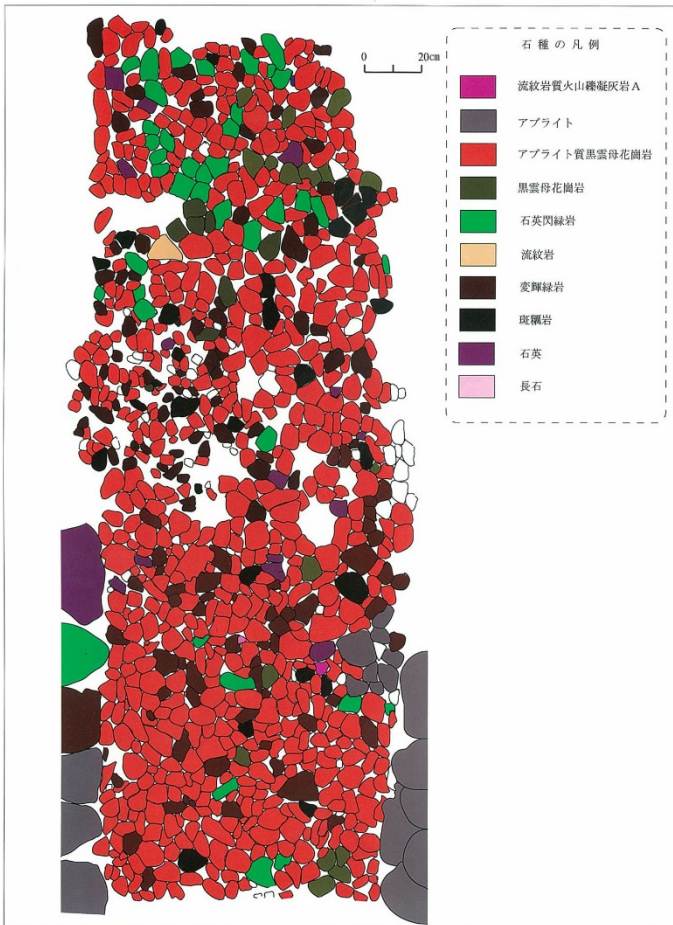 0 20cm
石種の凡例
流紋岩質火山礫凝灰岩A
アプライト
アプライト質黒雲母花崗岩
黒雲母花崗岩
石英閃緑岩
流紋岩
変輝緑岩
斑糲岩
石英
長石